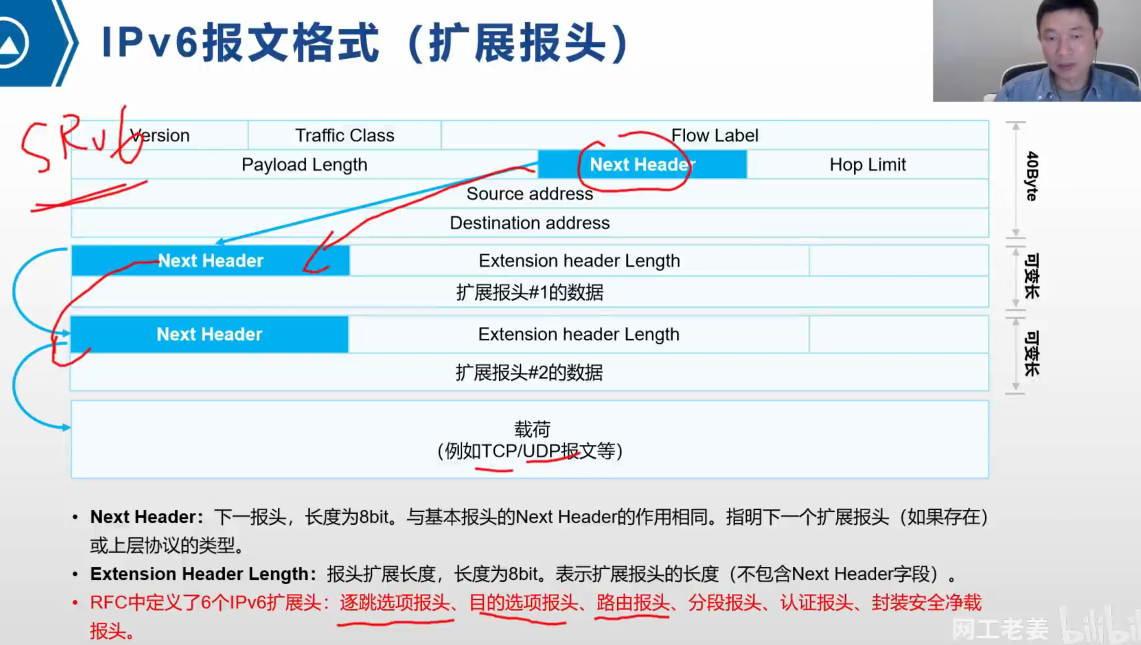 IPv6报文格式（扩展报头）
SRv6
Version Traffic Class Flow Label
Payload Length Next Header Hop Limit
Source address
Destination address
40Byte
Next Header Extension header Length
扩展报头#1的数据
可变长
Next Header Extension header Length
扩展报头#2的数据
可变长
载荷
（例如TCP/UDP报文等）
• Next Header：下一报头，长度为8bit。与基本报头的Next Header的作用相同。指明下一个扩展报头（如果存在）
或上层协议的类型。
• Extension Header Length：报头扩展长度，长度为8bit。表示扩展报头的长度（不包含Next Header字段）。
• RFC中定义了6个IPv6扩展头：逐跳选项报头、目的选项报头、路由报头、分段报头、认证报头、封装安全净载
报头。
网工老姜 bilibili